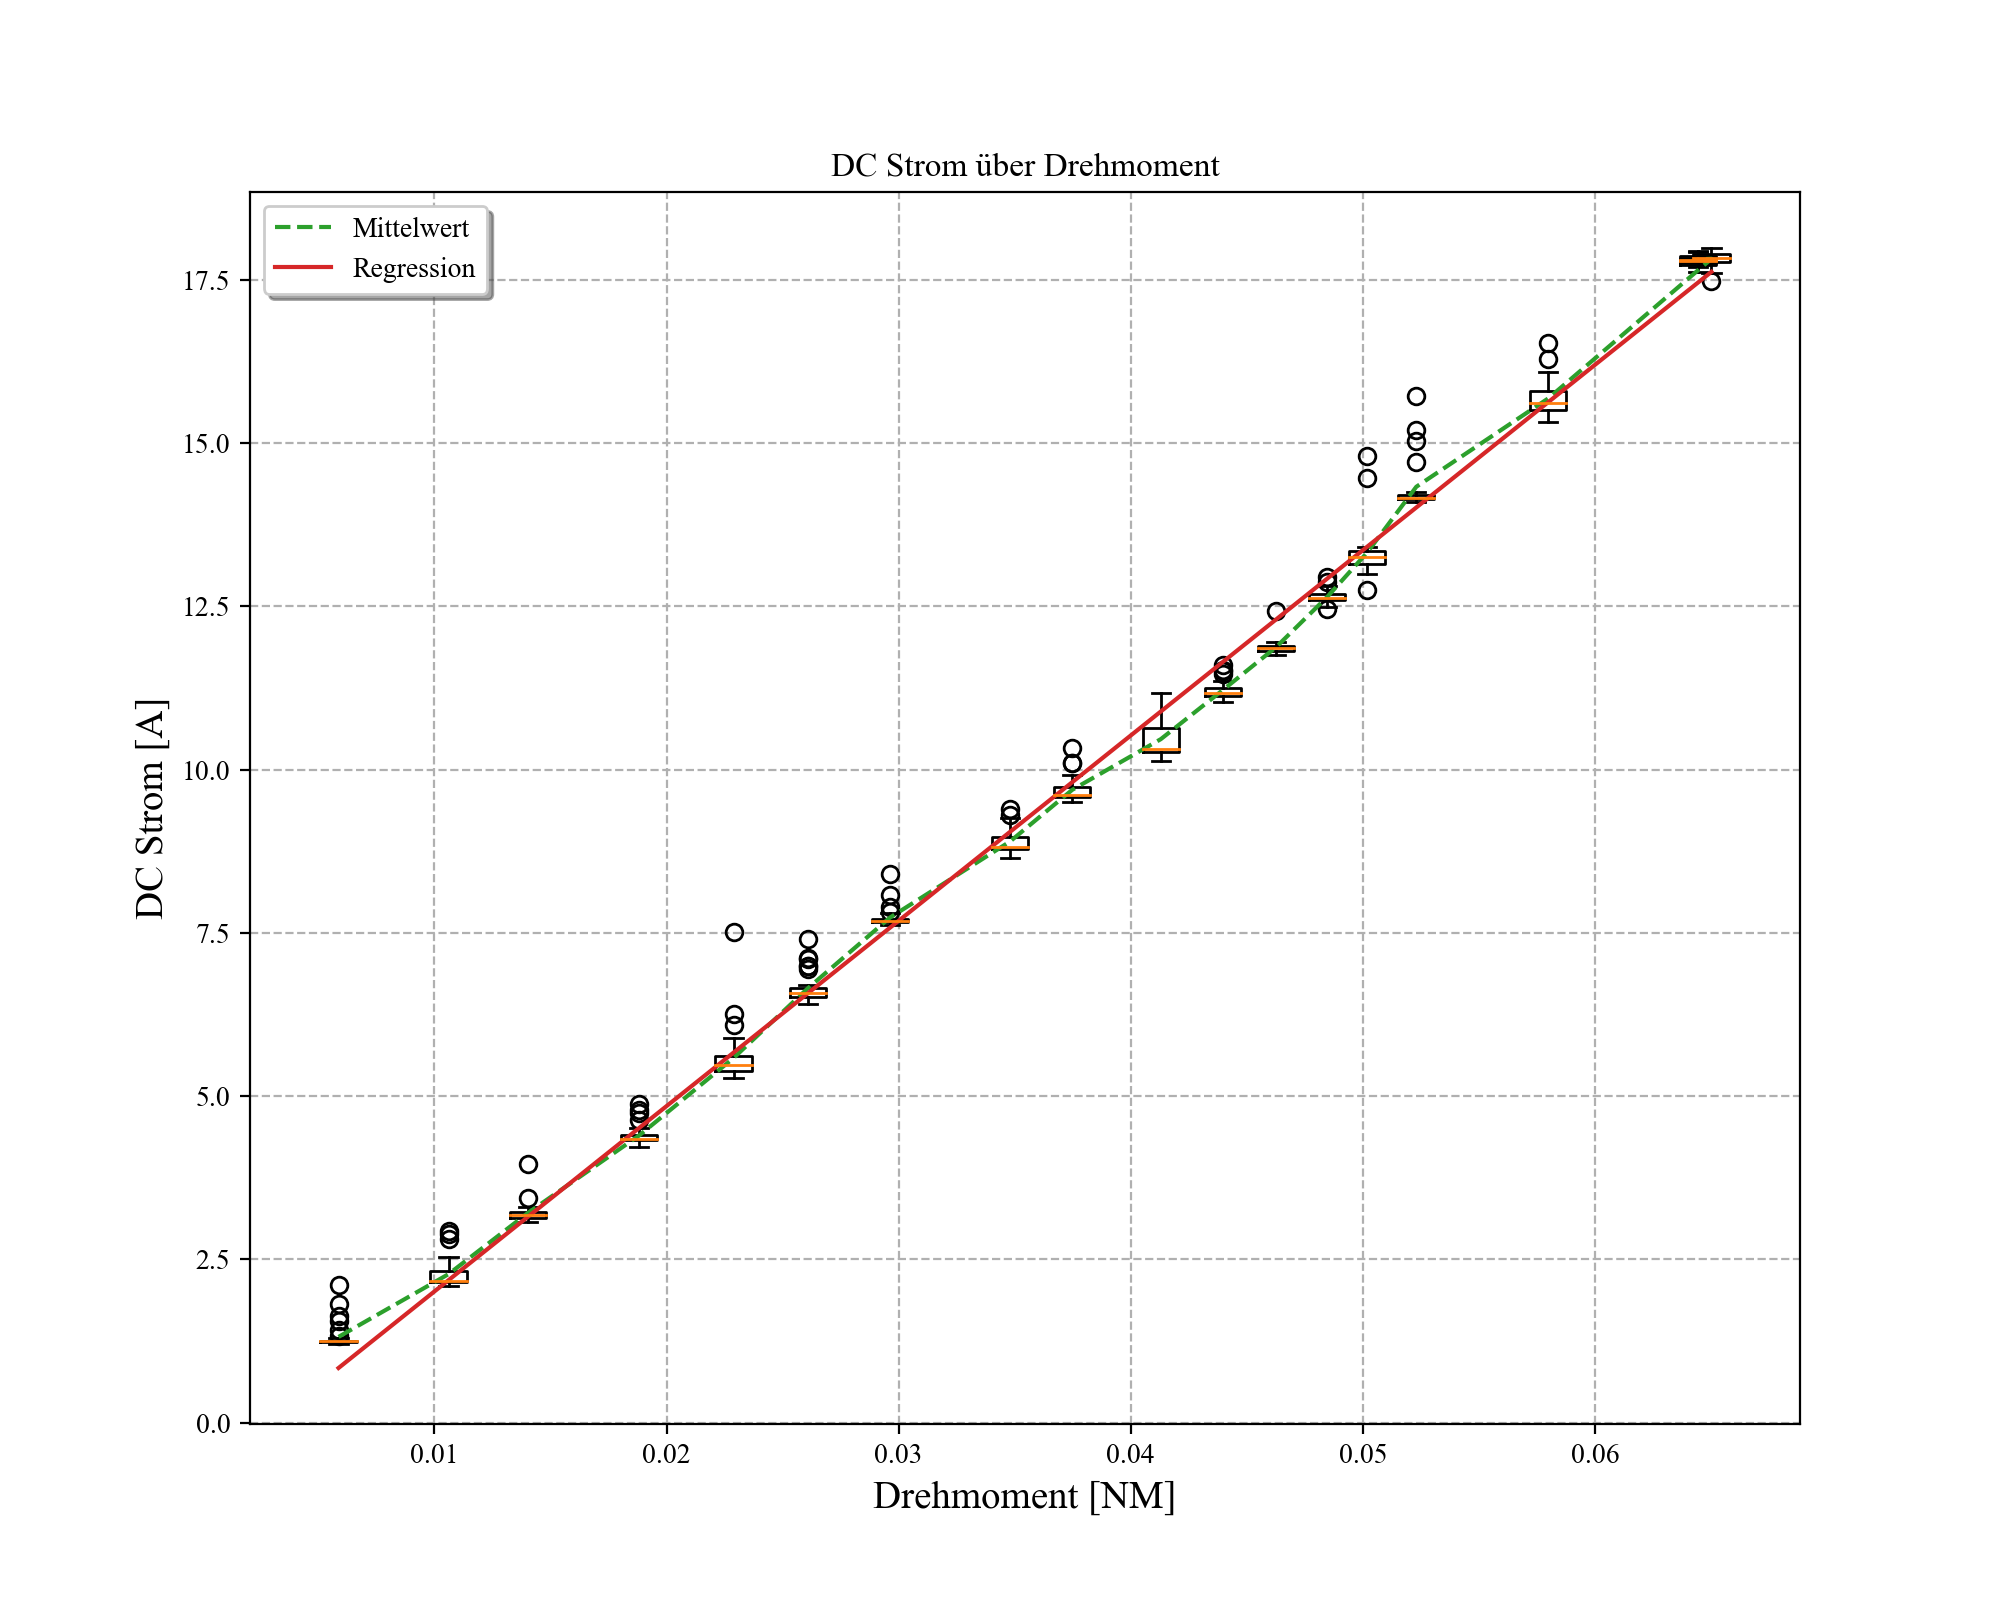 DC Strom über Drehmoment
Mittelwert
Regression
17.5
15.0
12.5
10.0
7.5
5.0
2.5
0.0
DC Strom [A]
0.01 0.02 0.03 0.04 0.05 0.06
Drehmoment [NM]